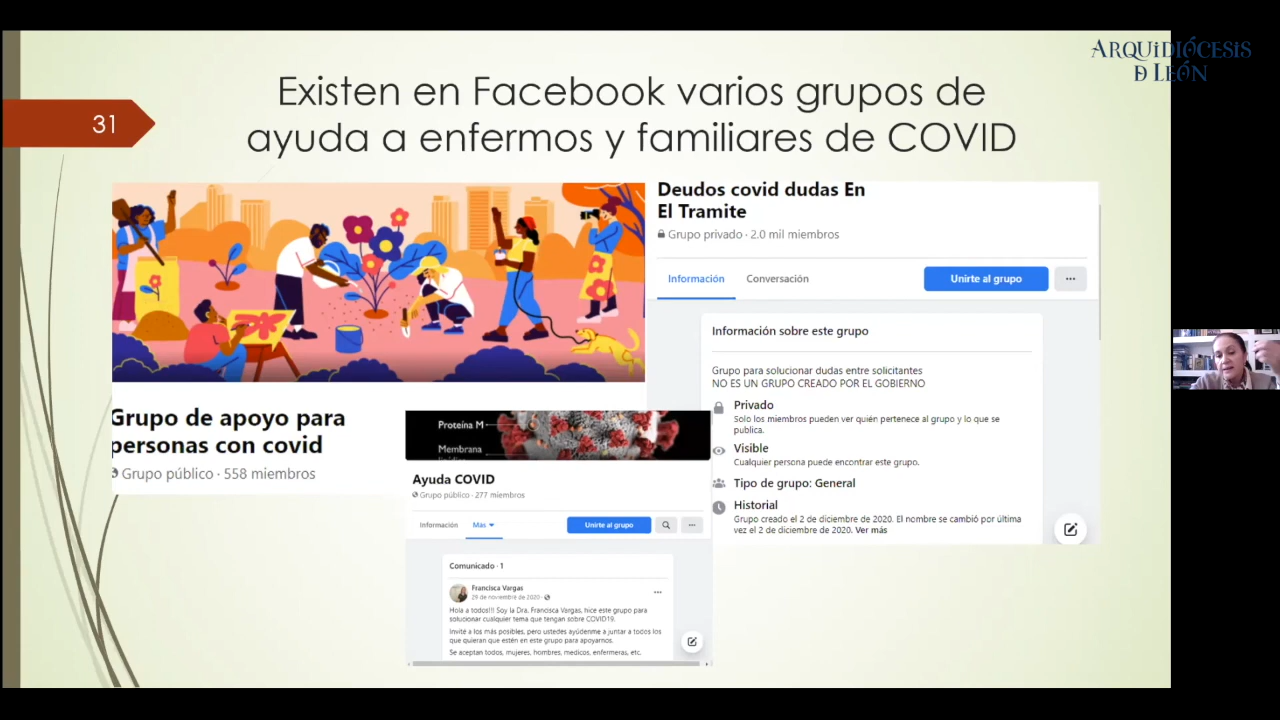 ARQUiDIÓCESiS
D LEÓN
31
Existen en Facebook varios grupos de
ayuda a enfermos y familiares de COVID
Grupo de apoyo para
personas con covid
Grupo público · 558 miembros
Proteína M
Membrana
Ayuda COVID
Grupo público · 277 miembros
Información
Más
Unirte al grupo
Comunicado · 1
Francisca Vargas
29 de noviembre de 2020 ·
Hola a todos!!! Soy la Dra. Francisca Vargas, hice este grupo para
solucionar cualquier tema que tengan sobre COVID19.
Invité a los más posibles, pero ustedes ayúdenme a juntar a todos los
que quieran que estén en este grupo para apoyarnos.
Se aceptan todos, mujeres, hombres, medicos, enfermeras, etc.
Deudos covid dudas En
El Tramite
Grupo privado · 2.0 mil miembros
Información
Conversación
Unirte al grupo
Información sobre este grupo
Grupo para solucionar dudas entre solicitantes
NO ES UN GRUPO CREADO POR EL GOBIERNO
Privado
Solo los miembros pueden ver quién pertenece al grupo y lo que se
publica.
Visible
Cualquier persona puede encontrar este grupo.
Tipo de grupo: General
Historial
Grupo creado el 2 de diciembre de 2020. El nombre se cambió por última
vez el 2 de diciembre de 2020. Ver más